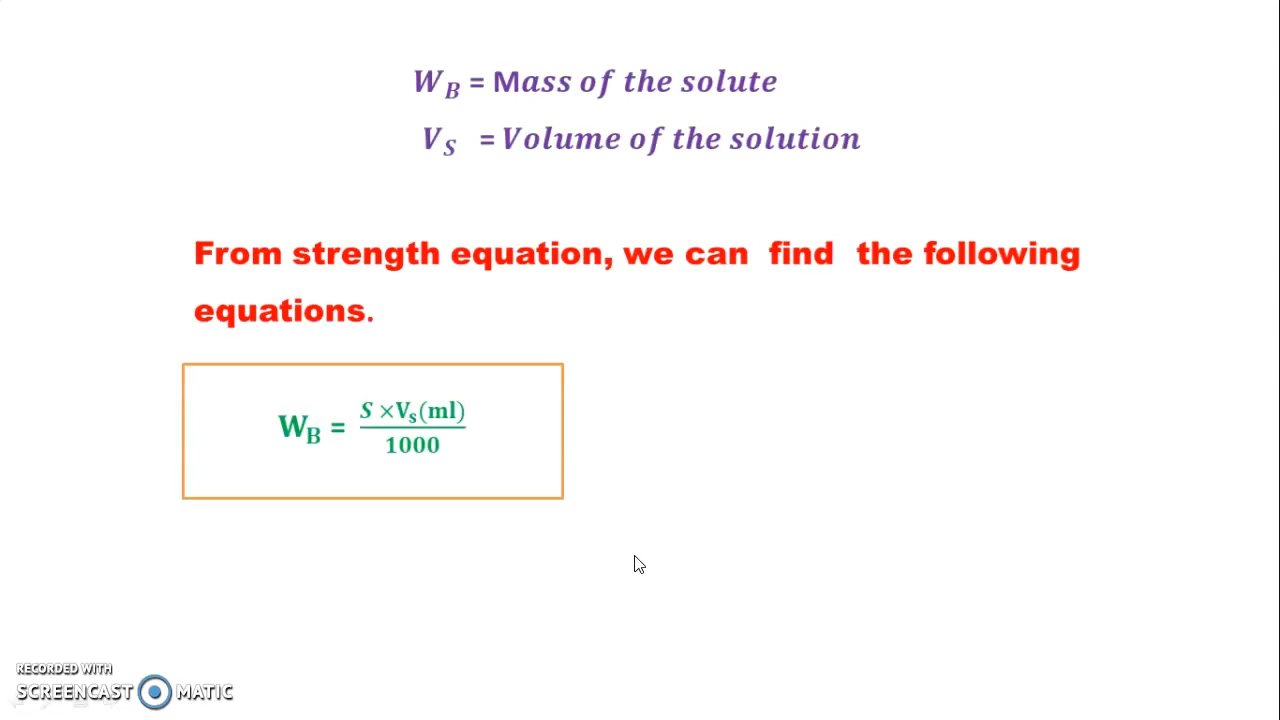 W_B = Mass of the solute
V_S = Volume of the solution
From strength equation, we can find the following
equations.
W_B = \frac{S × V_s(ml)}{1000}
RECORDED WITH
SCREENCAST MATIC